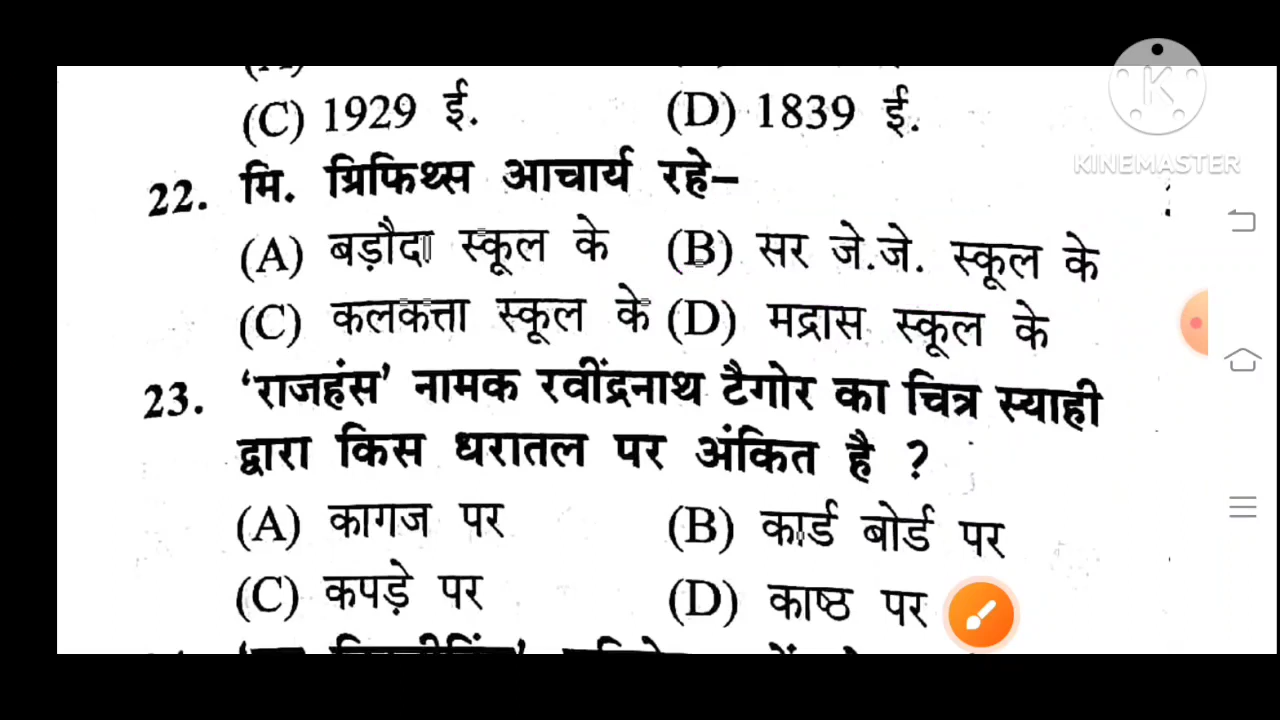 (C) 1929 ई. (D) 1839 ई.
KINEMASTER
22. मि. ग्रिफिथ्स आचार्य रहे–
(A) बड़ौदा स्कूल के (B) सर जे.जे. स्कूल के
(C) कलकत्ता स्कूल के (D) मद्रास स्कूल के
23. ‘राजहंस’ नामक रवींद्रनाथ टैगोर का चित्र स्याही
द्वारा किस धरातल पर अंकित है ?
(A) कागज पर (B) कार्ड बोर्ड पर
(C) कपड़े पर (D) काष्ठ पर